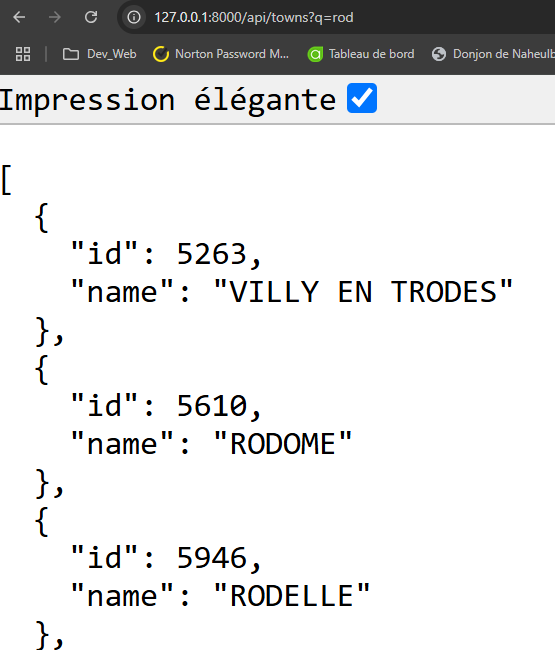 127.0.0.1:8000/api/towns?q=rod
Dev_Web Norton Password M... Tableau de bord Donjon de Naheulb
Impression élégante
[
{
"id": 5263,
"name": "VILLY EN TRODES"
},
{
"id": 5610,
"name": "RODOME"
},
{
"id": 5946,
"name": "RODELLE"
},